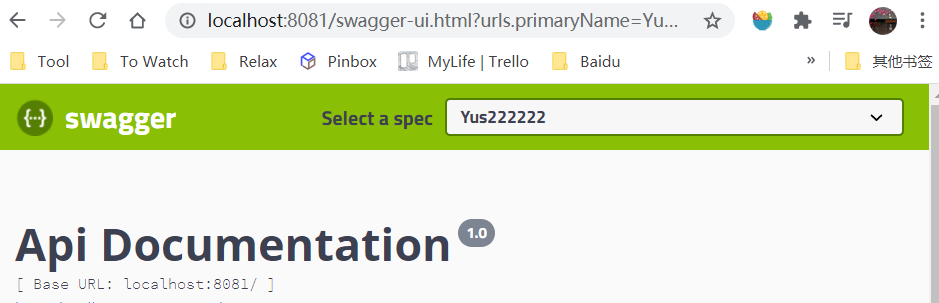 localhost:8081/swagger-ui.html?urls.primaryName=Yu...
Tool To Watch Relax Pinbox MyLife | Trello Baidu » 其他书签
{···} swagger Select a spec Yus222222
Api Documentation 1.0
[ Base URL: localhost:8081/ ]